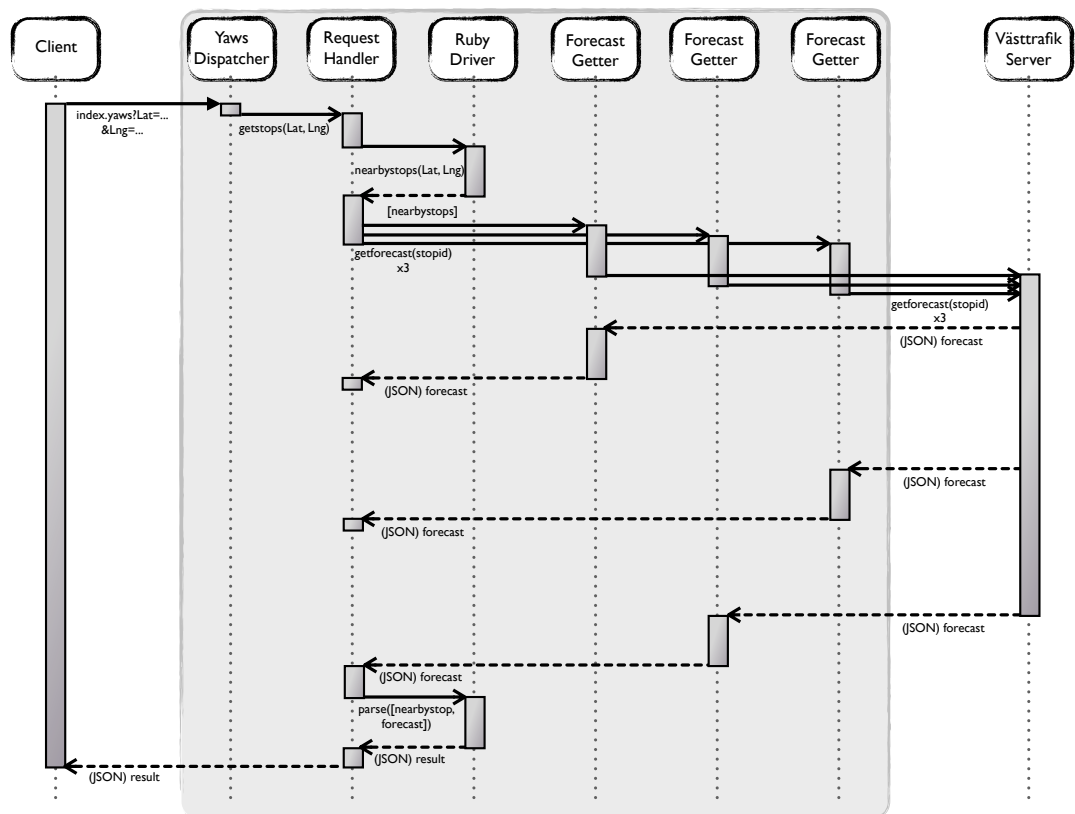 Client
Yaws
Dispatcher
Request
Handler
Ruby
Driver
Forecast
Getter
Forecast
Getter
Forecast
Getter
Västtrafik
Server
index.yaws?Lat=...
&Lng=...
getstops(Lat, Lng)
nearbystops(Lat, Lng)
[nearbystops]
getforecast(stopid)
x3
getforecast(stopid)
x3
(JSON) forecast
(JSON) forecast
(JSON) forecast
(JSON) forecast
(JSON) forecast
(JSON) forecast
parse([nearbystop,
forecast])
(JSON) result
(JSON) result